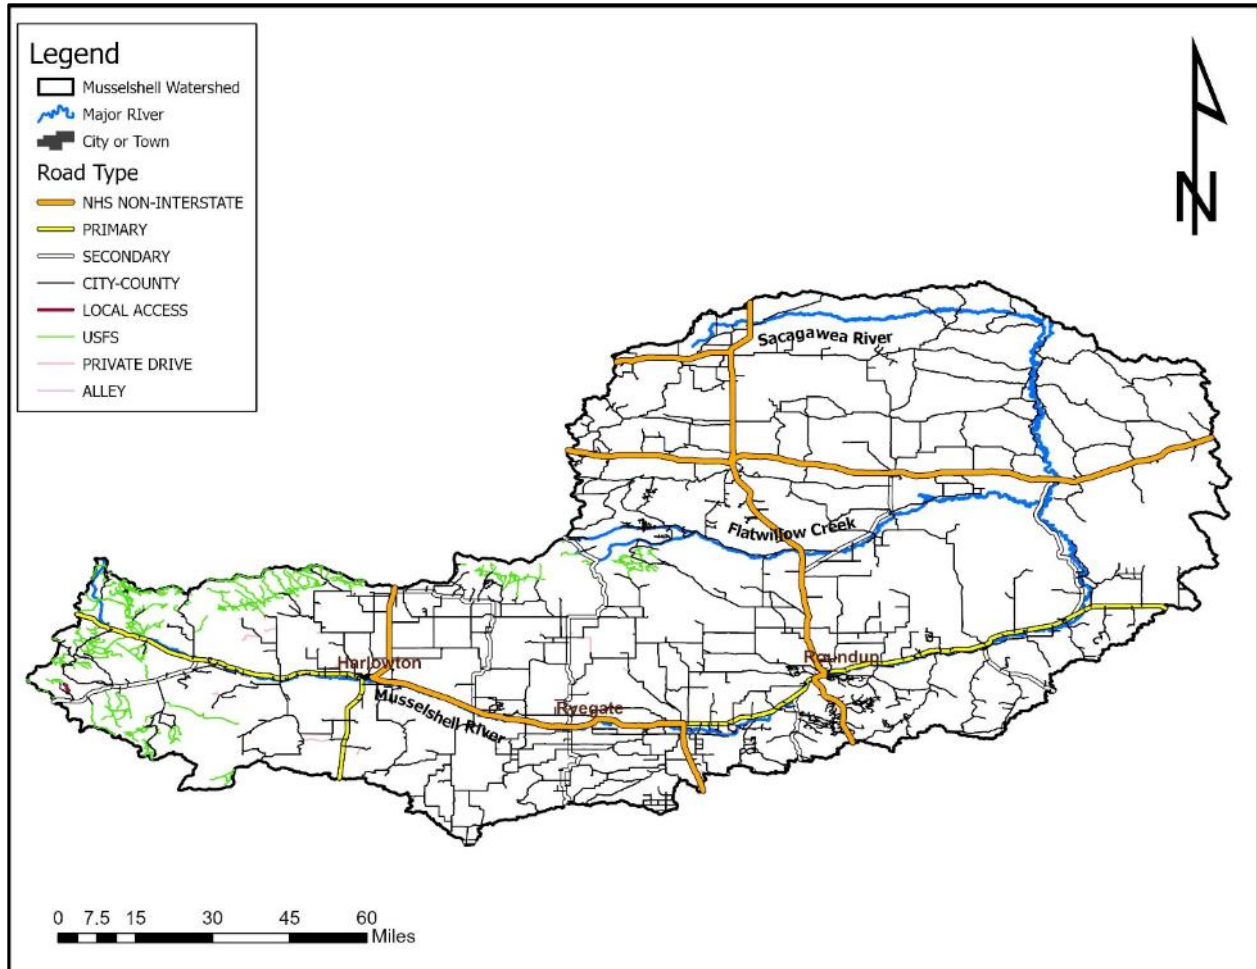 Legend
Musselshell Watershed
Major RIver
City or Town
Road Type
NHS NON-INTERSTATE
PRIMARY
SECONDARY
CITY-COUNTY
LOCAL ACCESS
USFS
PRIVATE DRIVE
ALLEY
N
Sacagawea River
Flatwillow Creek
Harlowton
Roundup
Musselshell River
Ryegate
0 7.5 15 30 45 60
Miles